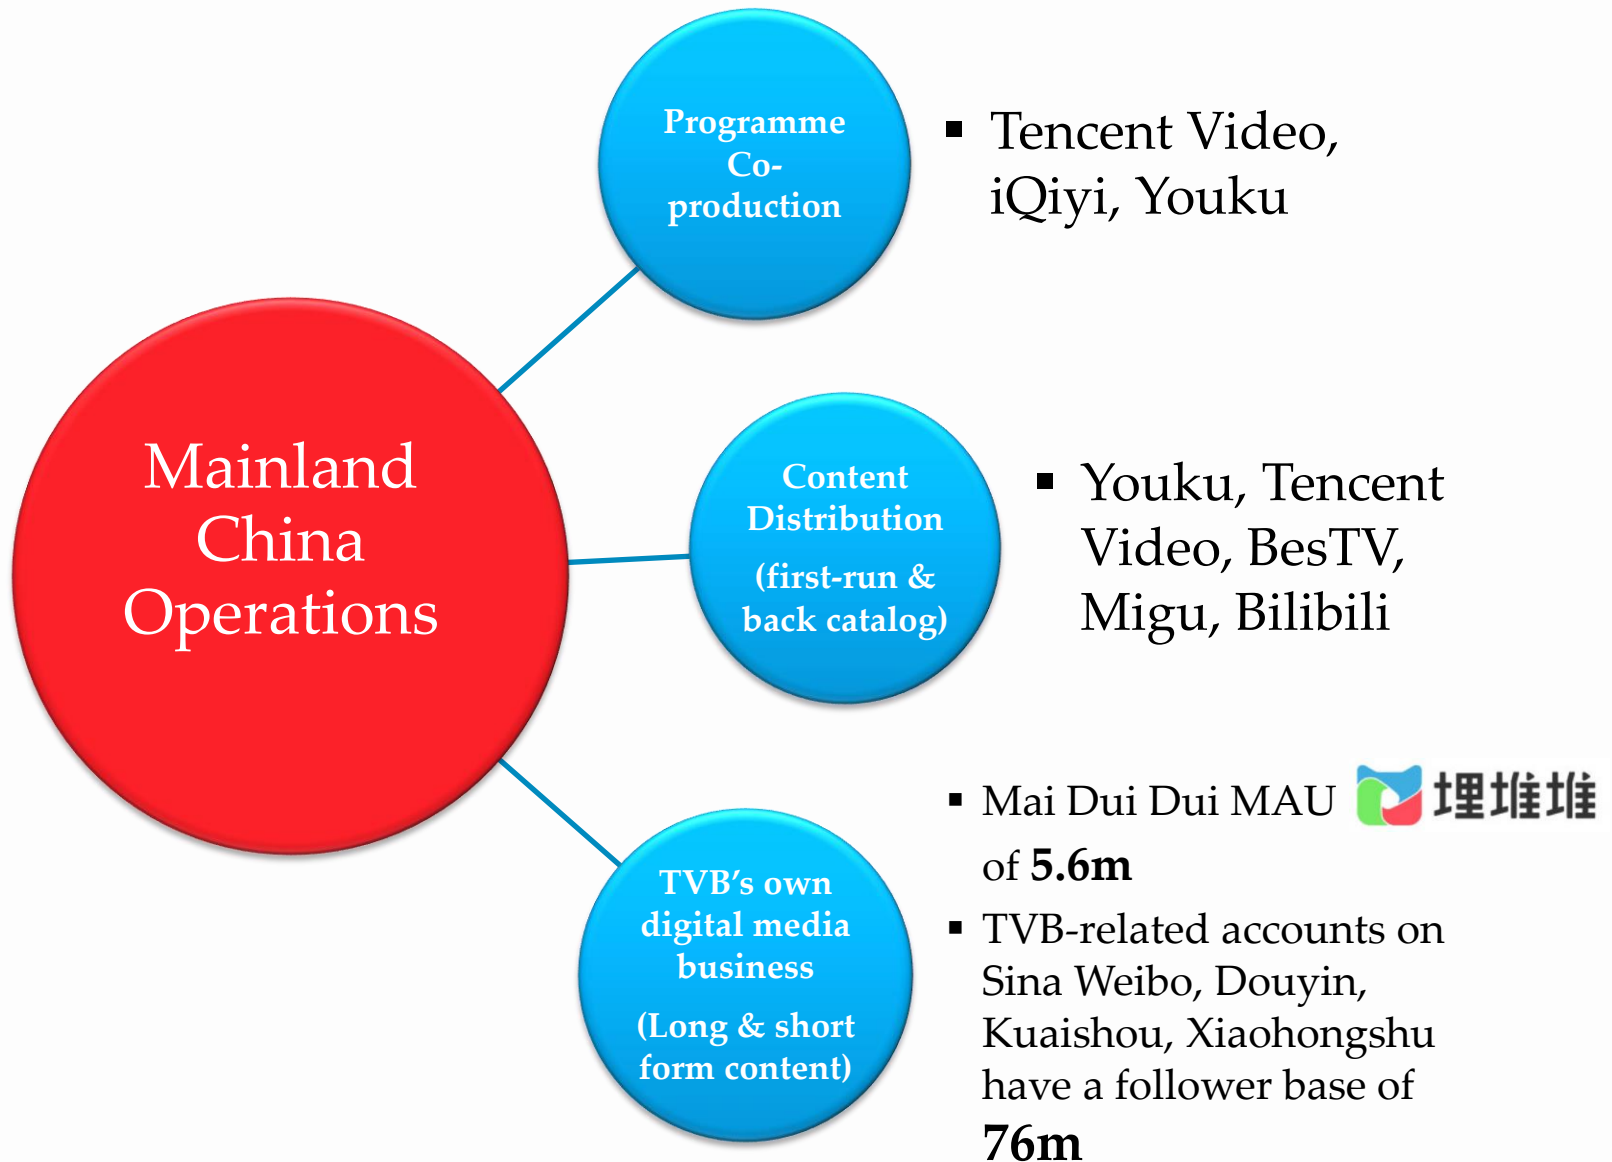 Mainland
China
Operations
Programme
Co-
production
▪ Tencent Video,
iQiyi, Youku
Content
Distribution
(first-run &
back catalog)
▪ Youku, Tencent
Video, BesTV,
Migu, Bilibili
TVB’s own
digital media
business
(Long & short
form content)
▪ Mai Dui Dui MAU
埋堆堆
of 5.6m
▪ TVB-related accounts on
Sina Weibo, Douyin,
Kuaishou, Xiaohongshu
have a follower base of
76m